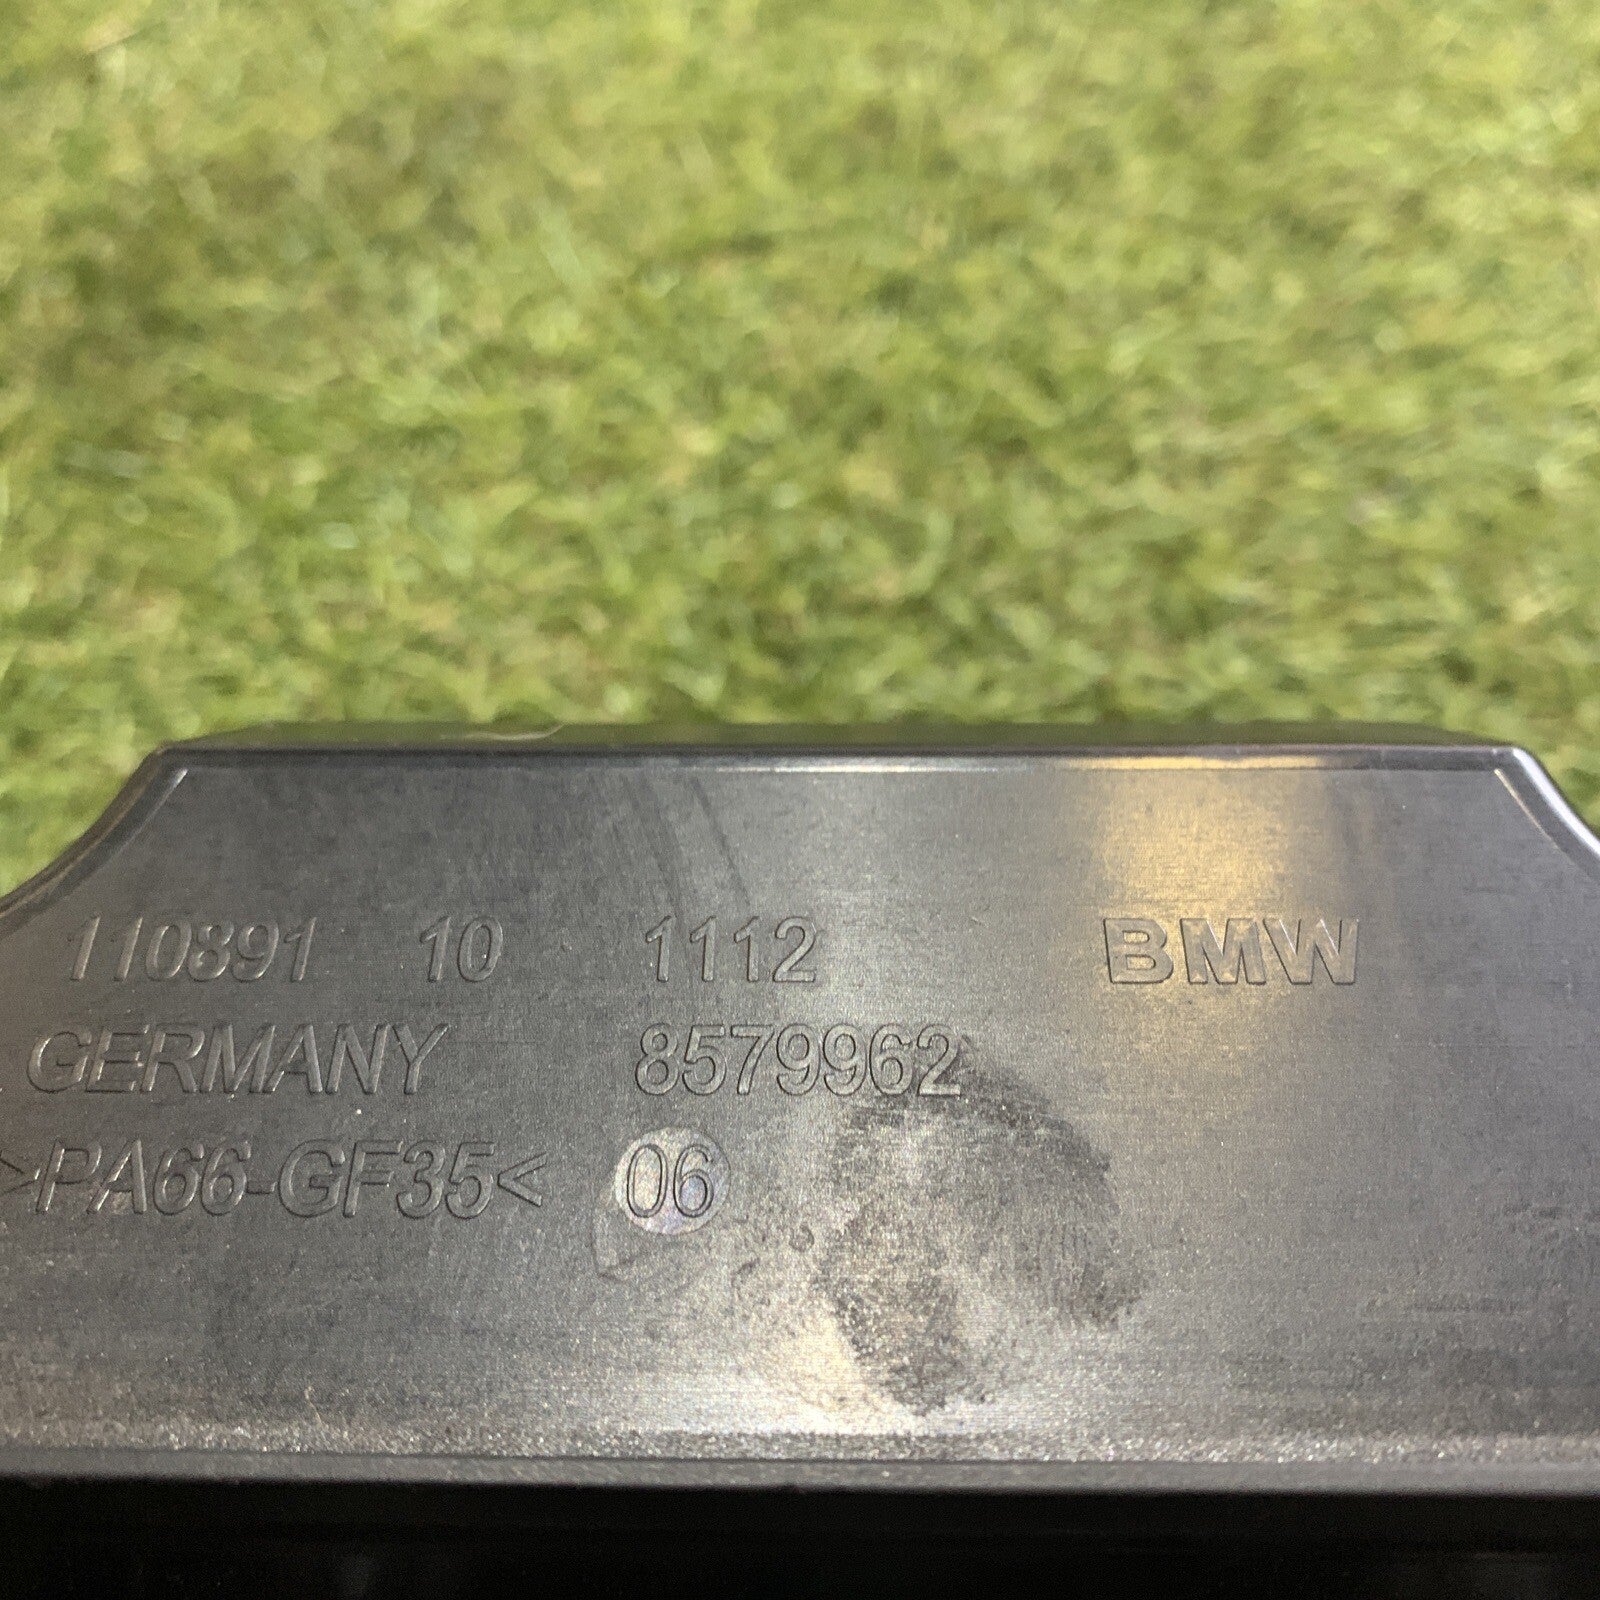 110891 10 1112 BMW
GERMANY 8579962
>PA66-GF35< 06